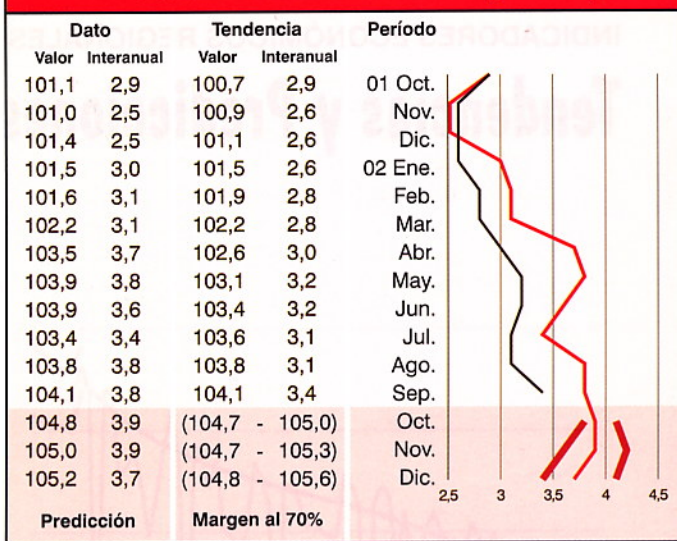 Dato Tendencia Período
Valor Interanual Valor Interanual
101,1 2,9 100,7 2,9 01 Oct.
101,0 2,5 100,9 2,6 Nov.
101,4 2,5 101,1 2,6 Dic.
101,5 3,0 101,5 2,6 02 Ene.
101,6 3,1 101,9 2,8 Feb.
102,2 3,1 102,2 2,8 Mar.
103,5 3,7 102,6 3,0 Abr.
103,9 3,8 103,1 3,2 May.
103,9 3,6 103,4 3,2 Jun.
103,4 3,4 103,6 3,1 Jul.
103,8 3,8 103,8 3,1 Ago.
104,1 3,8 104,1 3,4 Sep.
104,8 3,9 (104,7 - 105,0) Oct.
105,0 3,9 (104,7 - 105,3) Nov.
105,2 3,7 (104,8 - 105,6) Dic.
2,5 3 3,5 4 4,5
Predicción Margen al 70%
INDICADORES ECONÓMICOS REGIONALES
Tendencias y Predicciones